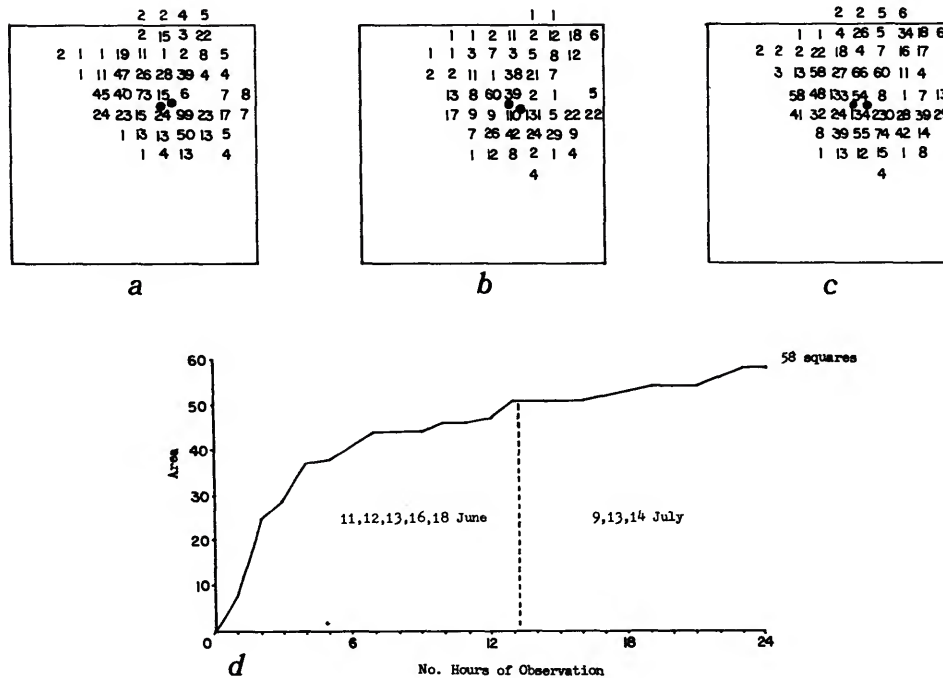 2 2 4 5
2 15 3 22
2 1 1 19 11 1 2 8 5
1 11 47 26 28 39 4 4
45 40 73 15 6 7 8
24 23 15 24 99 23 17 7
1 13 13 50 13 5
1 4 13 4
a
1 1
1 1 2 11 2 12 18 6
1 1 3 7 3 5 8 12
2 2 11 1 38 21 7
13 8 60 39 2 1 5
17 9 9 110 131 5 22 22
7 26 42 24 29 9
1 12 8 2 1 4
4
b
2 2 5 6
1 1 4 26 5 34 18 6
2 2 2 22 18 4 7 16 17
3 13 58 27 66 60 11 4
58 48 133 54 8 1 7 13
41 32 24 134 230 28 39
8 39 55 74 42 14
1 13 12 15 1 8
4
c
60
50
40
30
20
10
Area
58 squares
11,12,13,16,18 June
9,13,14 July
0 6 12 18 24
d
No. Hours of Observation